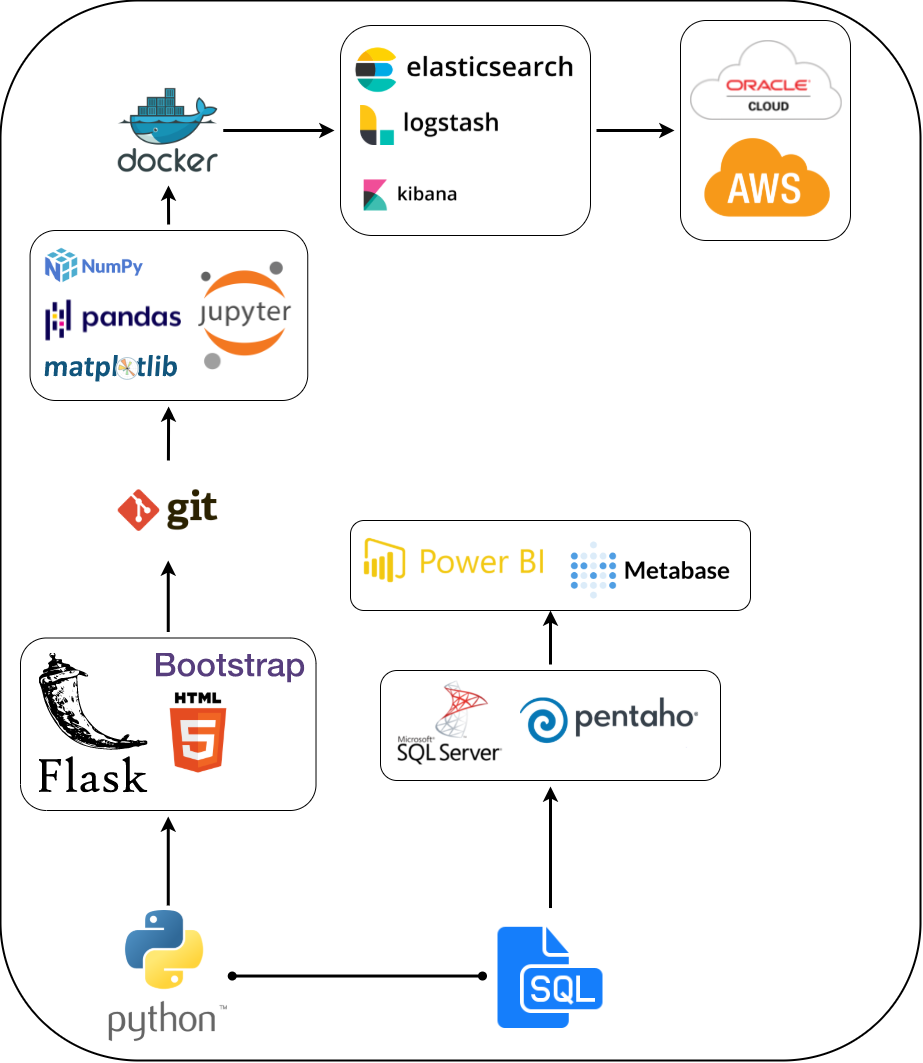 elasticsearch
logstash
kibana
ORACLE®
CLOUD
AWS
docker
NumPy
pandas
matplotlib
jupyter
git
Power BI
Metabase
Bootstrap
HTML
5
Flask
Microsoft®
SQL Server®
pentaho®
python™
SQL